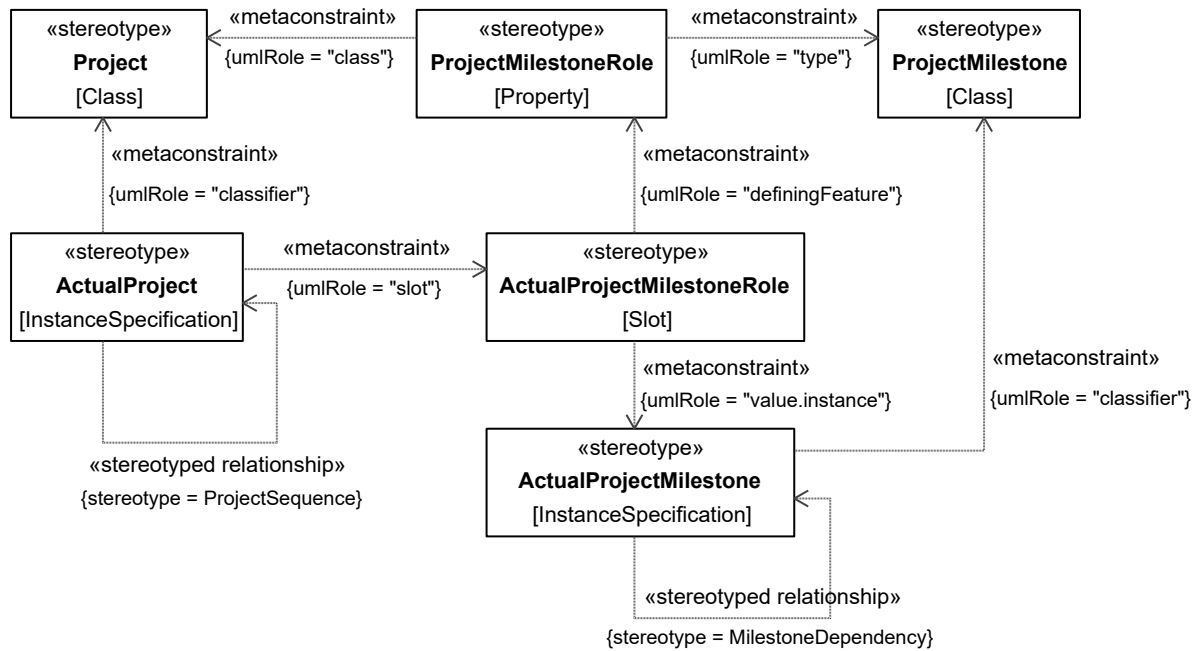 «stereotype»
Project
[Class]
«metaconstraint»
{umlRole = "class"}
«stereotype»
ProjectMilestoneRole
[Property]
«metaconstraint»
{umlRole = "type"}
«stereotype»
ProjectMilestone
[Class]
«metaconstraint»
{umlRole = "classifier"}
«metaconstraint»
{umlRole = "definingFeature"}
«stereotype»
ActualProject
[InstanceSpecification]
«metaconstraint»
{umlRole = "slot"}
«stereotype»
ActualProjectMilestoneRole
[Slot]
«metaconstraint»
{umlRole = "value.instance"}
«metaconstraint»
{umlRole = "classifier"}
«stereotyped relationship»
{stereotype = ProjectSequence}
«stereotype»
ActualProjectMilestone
[InstanceSpecification]
«stereotyped relationship»
{stereotype = MilestoneDependency}